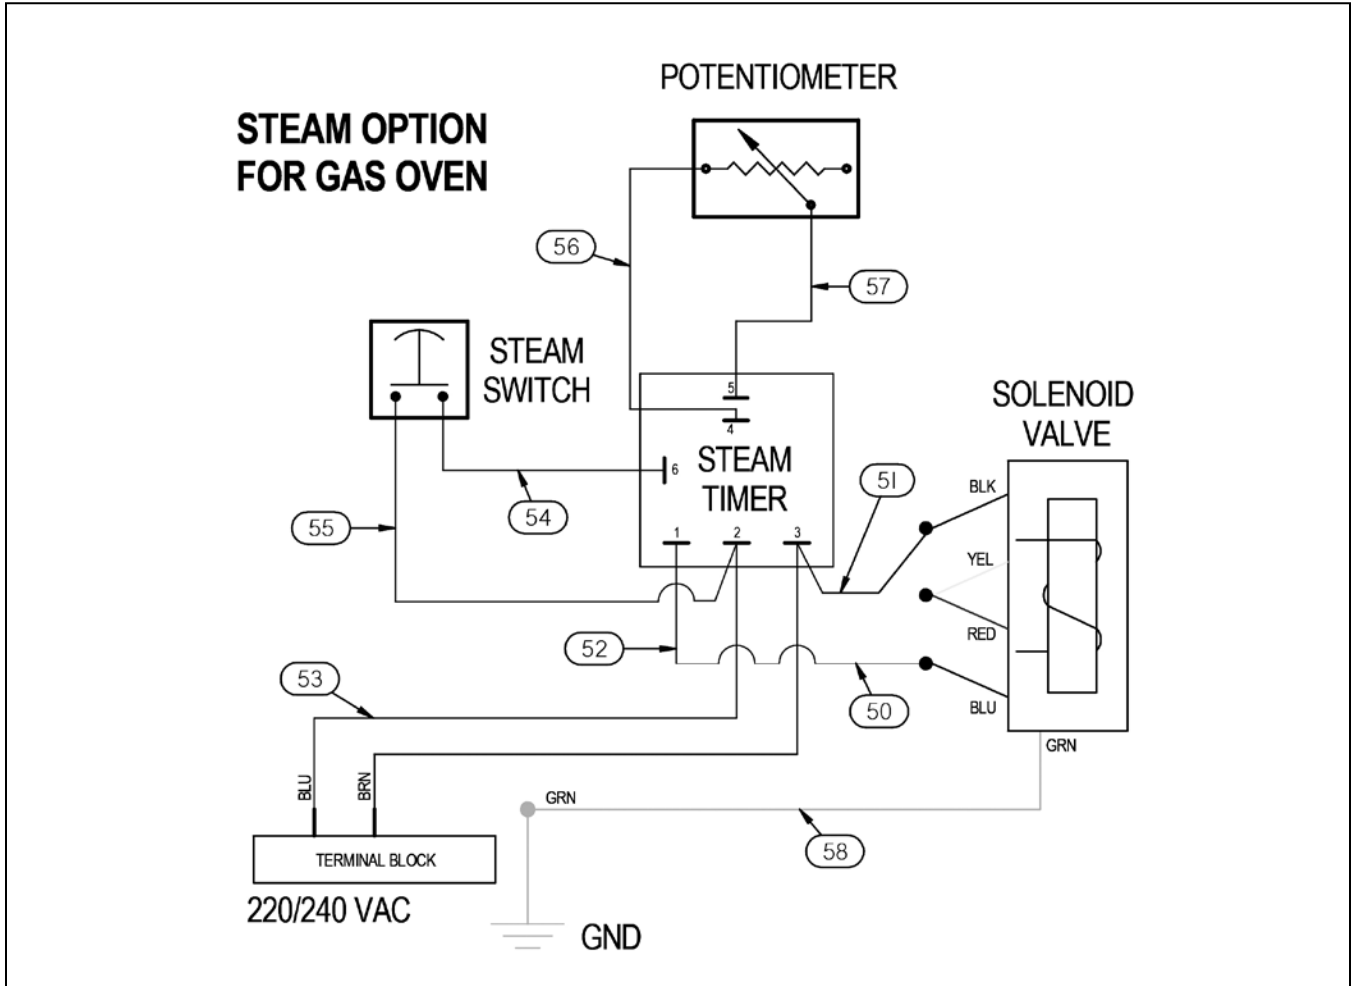 POTENTIOMETER
STEAM OPTION
FOR GAS OVEN
56
57
STEAM
SWITCH
5
4
SOLENOID
VALVE
STEAM
TIMER
6
51
BLK
54
55
1
2
3
YEL
RED
52
53
50
BLU
GRN
BLU
BRN
GRN
58
TERMINAL BLOCK
220/240 VAC
GND